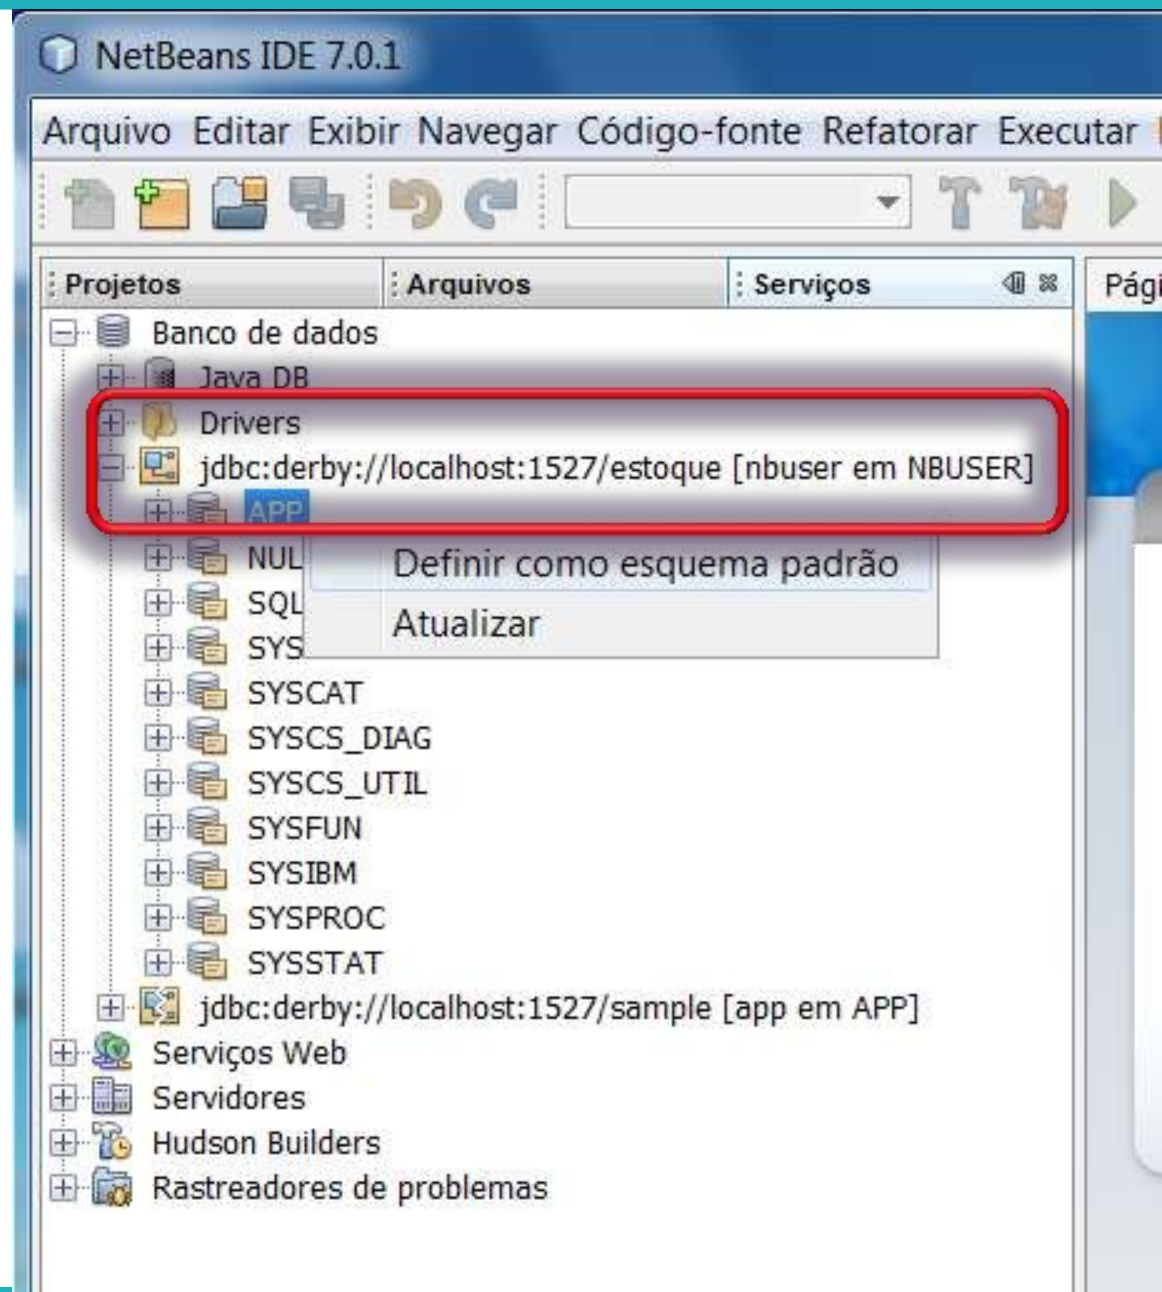 NetBeans IDE 7.0.1
Arquivo Editar Exibir Navegar Código-fonte Refatorar Executar
Projetos Arquivos Serviços Pági
Banco de dados
Java DB
Drivers
jdbc:derby://localhost:1527/estoque [nbuser em NBUSER]
APP
NUL Definir como esquema padrão
SQL
SYS Atualizar
SYSCAT
SYSCS_DIAG
SYSCS_UTIL
SYSFUN
SYSIBM
SYSPROC
SYSSTAT
jdbc:derby://localhost:1527/sample [app em APP]
Serviços Web
Servidores
Hudson Builders
Rastreadores de problemas